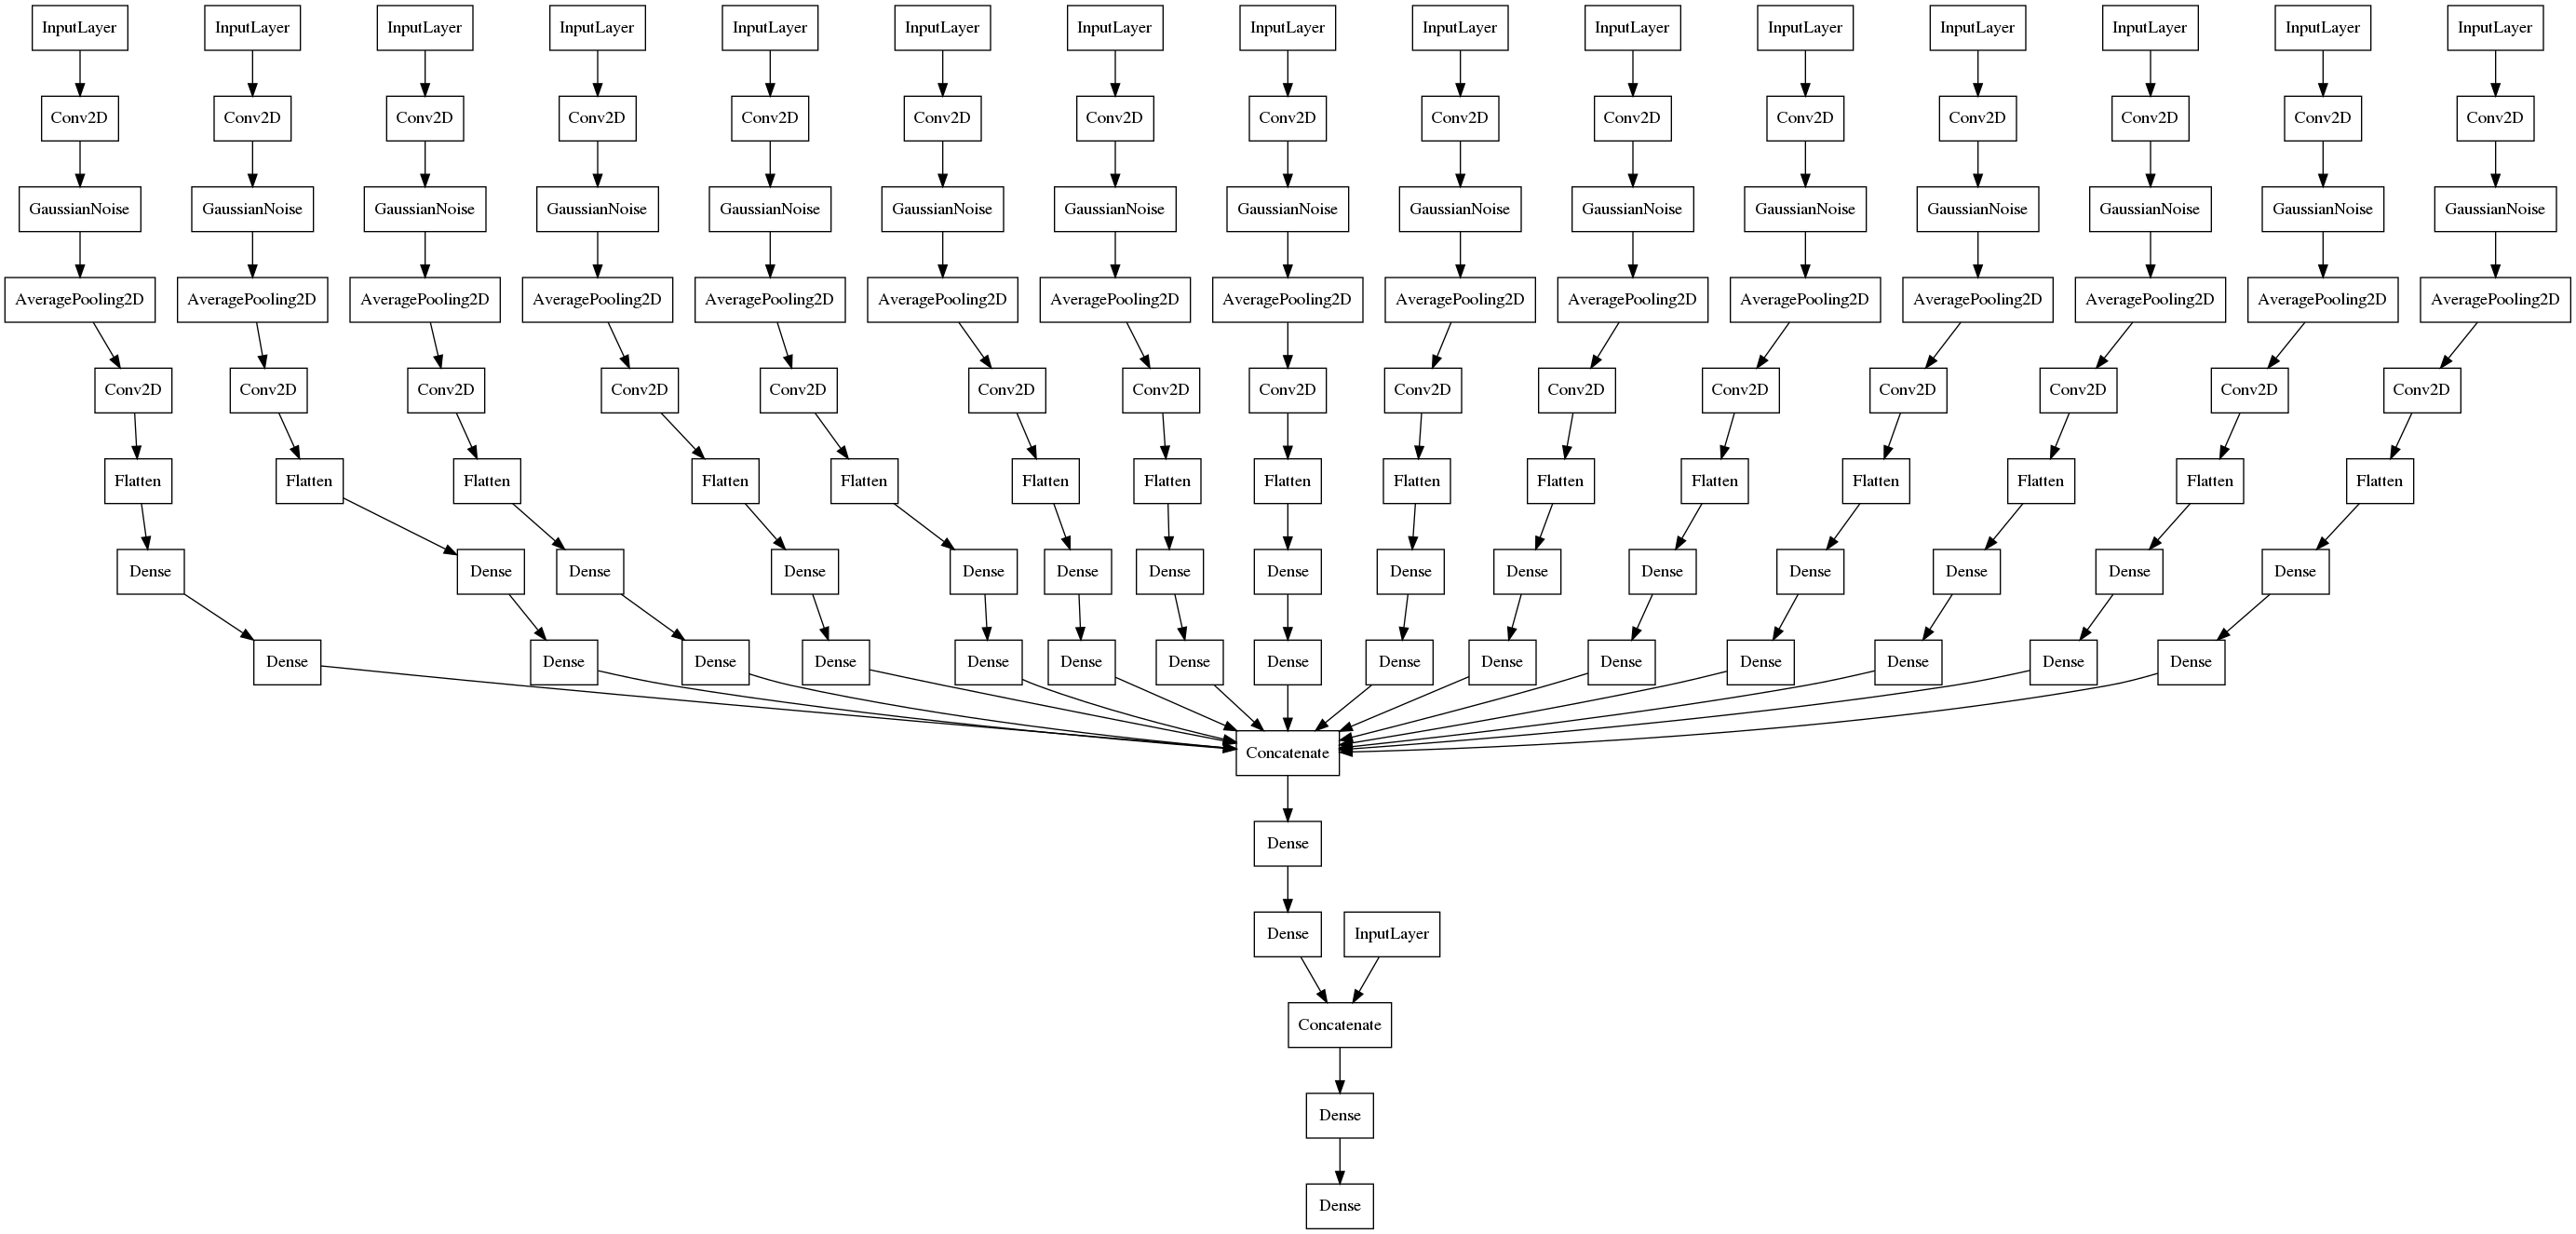 InputLayer InputLayer InputLayer InputLayer InputLayer InputLayer InputLayer InputLayer InputLayer InputLayer InputLayer InputLayer InputLayer InputLayer InputLayer
Conv2D Conv2D Conv2D Conv2D Conv2D Conv2D Conv2D Conv2D Conv2D Conv2D Conv2D Conv2D Conv2D Conv2D Conv2D
GaussianNoise GaussianNoise GaussianNoise GaussianNoise GaussianNoise GaussianNoise GaussianNoise GaussianNoise GaussianNoise GaussianNoise GaussianNoise GaussianNoise GaussianNoise GaussianNoise GaussianNoise
AveragePooling2D AveragePooling2D AveragePooling2D AveragePooling2D AveragePooling2D AveragePooling2D AveragePooling2D AveragePooling2D AveragePooling2D AveragePooling2D AveragePooling2D AveragePooling2D AveragePooling2D AveragePooling2D AveragePooling2D
Conv2D Conv2D Conv2D Conv2D Conv2D Conv2D Conv2D Conv2D Conv2D Conv2D Conv2D Conv2D Conv2D Conv2D Conv2D
Flatten Flatten Flatten Flatten Flatten Flatten Flatten Flatten Flatten Flatten Flatten Flatten Flatten Flatten Flatten
Dense Dense Dense Dense Dense Dense Dense Dense Dense Dense Dense Dense Dense Dense Dense
Dense Dense Dense Dense Dense Dense Dense Dense Dense Dense Dense Dense Dense Dense Dense
Concatenate
Dense
Dense InputLayer
Concatenate
Dense
Dense